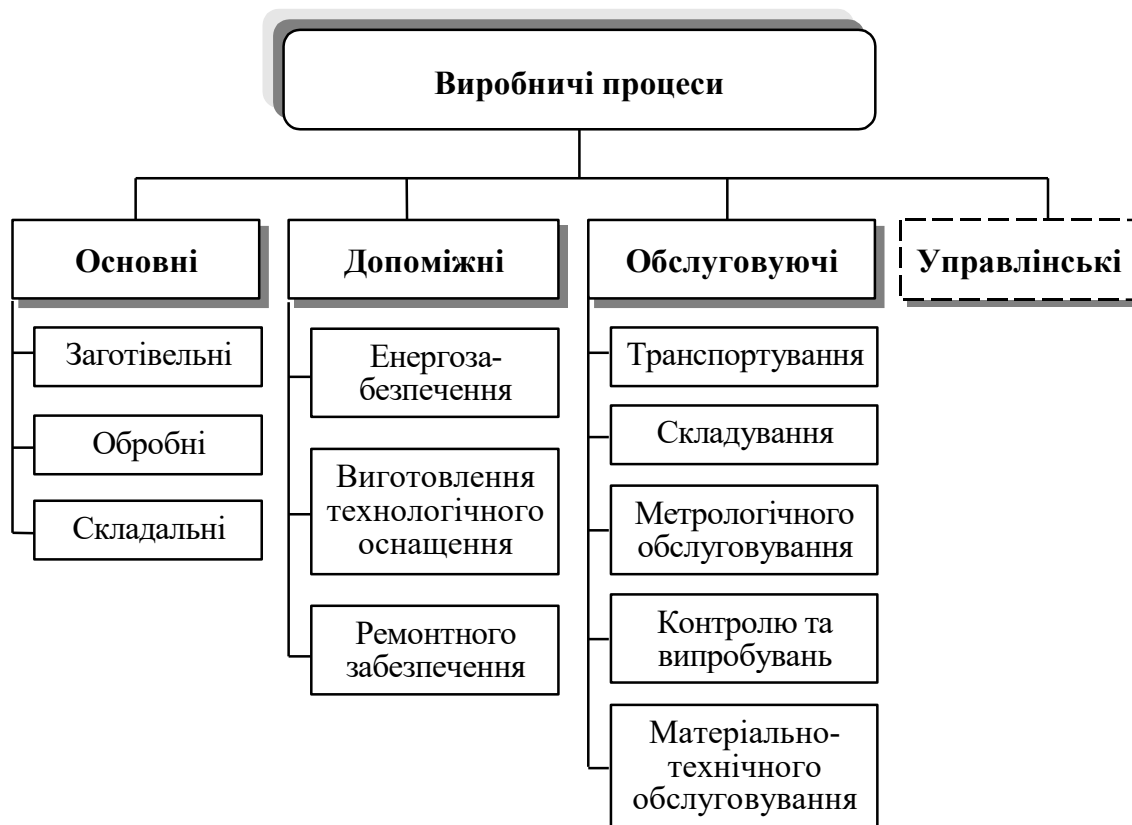 Виробничі процеси
Основні
Допоміжні
Обслуговуючі
Управлінські
Заготівельні
Обробні
Складальні
Енергоза-
безпечення
Виготовлення
технологічного
оснащення
Ремонтного
забезпечення
Транспортування
Складування
Метрологічного
обслуговування
Контролю та
випробувань
Матеріально-
технічного
обслуговування